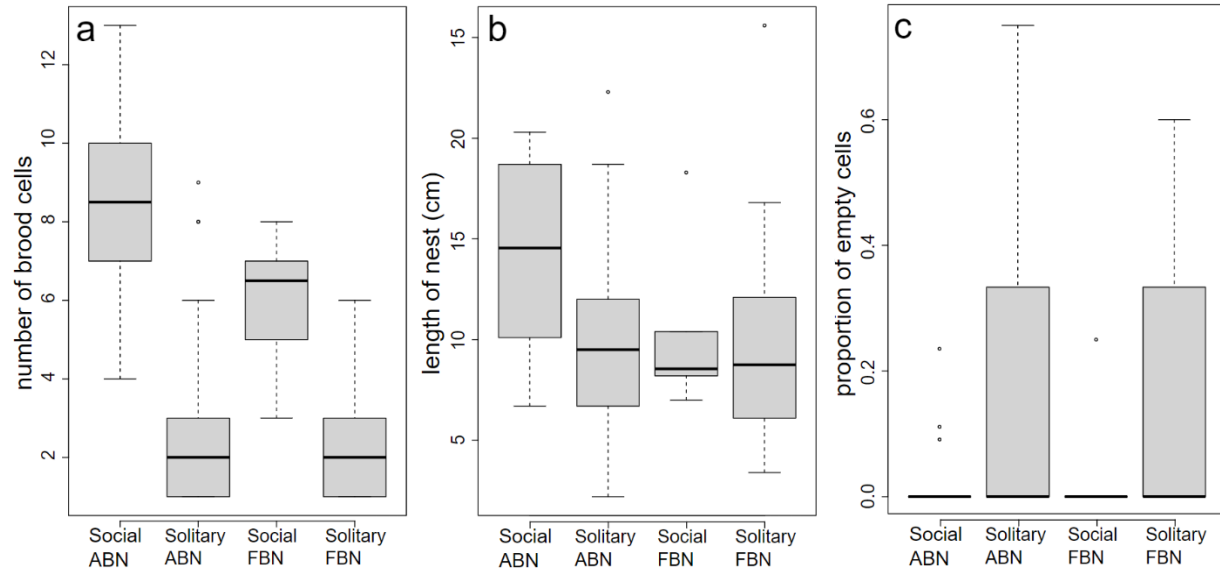 a
number of brood cells
12
10
8
6
4
2
Social ABN
Solitary ABN
Social FBN
Solitary FBN
b
length of nest (cm)
15
20
15
10
5
Social ABN
Solitary ABN
Social FBN
Solitary FBN
c
proportion of empty cells
0.6
0.4
0.2
0.0
Social ABN
Solitary ABN
Social FBN
Solitary FBN